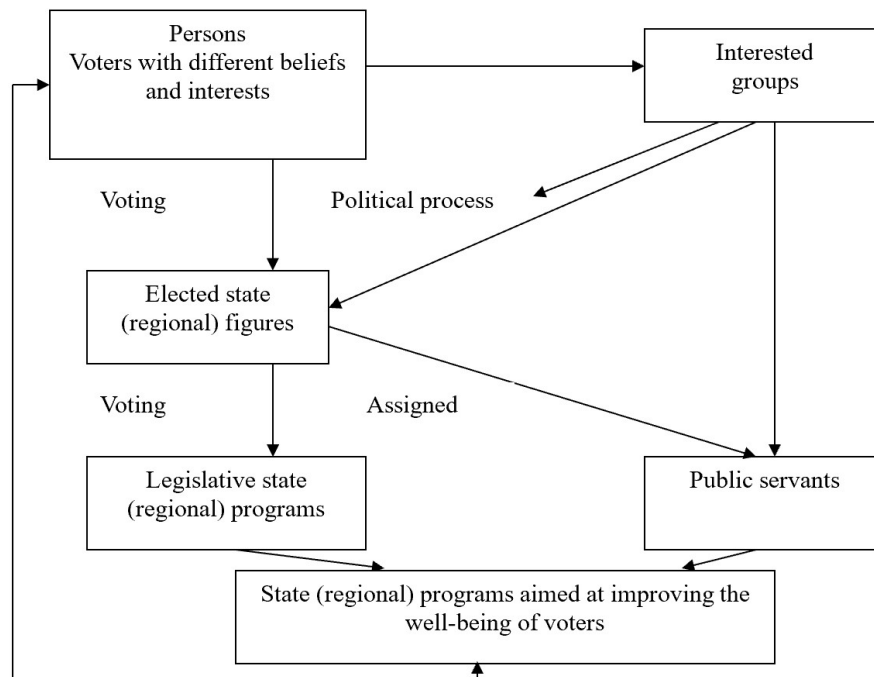 Persons
Voters with different beliefs
and interests
Interested
groups
Voting
Political process
Elected state
(regional) figures
Voting
Assigned
Legislative state
(regional) programs
Public servants
State (regional) programs aimed at improving the
well-being of voters